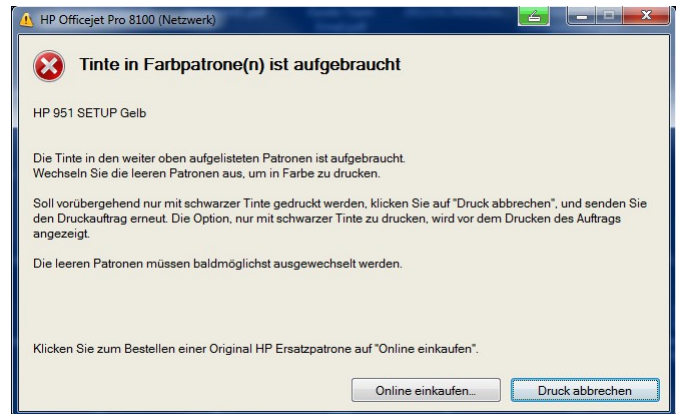 HP Officejet Pro 8100 (Netzwerk)
Tinte in Farbpatrone(n) ist aufgebraucht
HP 951 SETUP Gelb
Die Tinte in den weiter oben aufgelisteten Patronen ist aufgebraucht.
Wechseln Sie die leeren Patronen aus, um in Farbe zu drucken.
Soll vorübergehend nur mit schwarzer Tinte gedruckt werden, klicken Sie auf "Druck abbrechen", und senden Sie
den Druckauftrag erneut. Die Option, nur mit schwarzer Tinte zu drucken, wird vor dem Drucken des Auftrags
angezeigt.
Die leeren Patronen müssen baldmöglichst ausgewechselt werden.
Klicken Sie zum Bestellen einer Original HP Ersatzpatrone auf "Online einkaufen".
Online einkaufen... Druck abbrechen